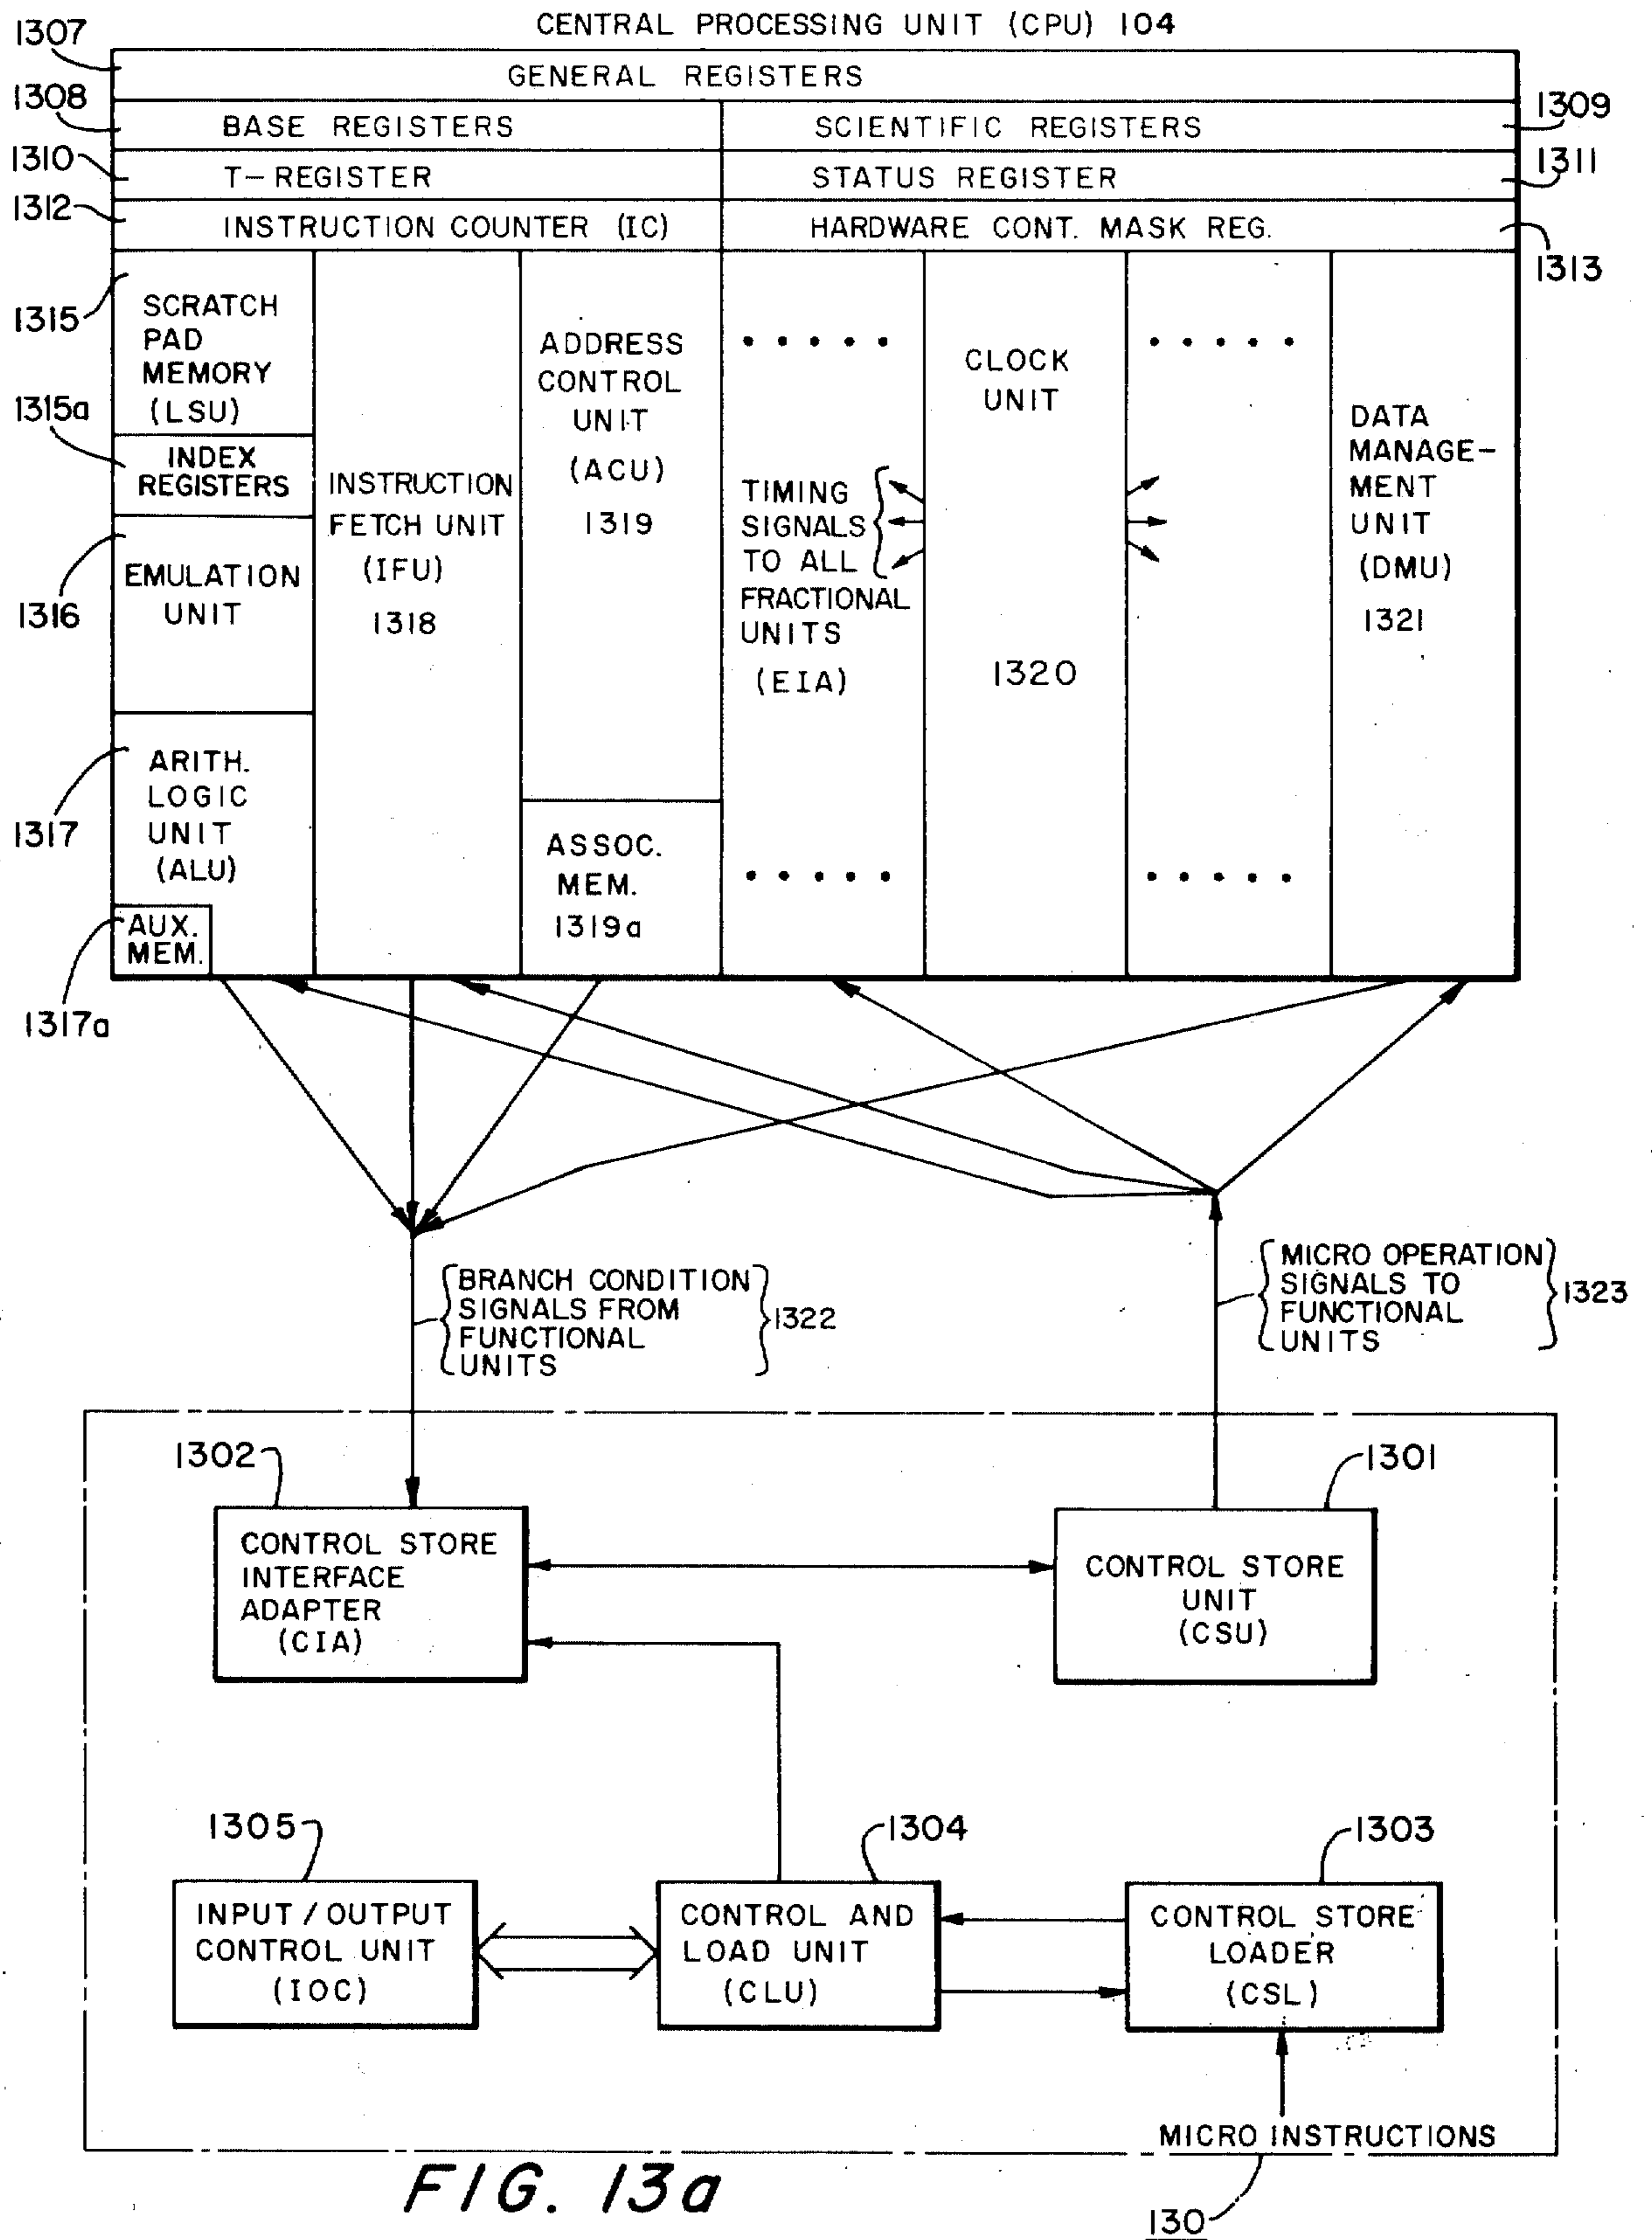 CENTRAL PROCESSING UNIT (CPU) 104
1307
GENERAL REGISTERS
1308
BASE REGISTERS
SCIENTIFIC REGISTERS
1309
1310
T-REGISTER
STATUS REGISTER
1311
1312
INSTRUCTION COUNTER (IC)
HARDWARE CONT. MASK REG.
1313
1315
SCRATCH
PAD
MEMORY
(LSU)
1315a
INDEX
REGISTERS
1316
EMULATION
UNIT
1317
ARITH.
LOGIC
UNIT
(ALU)
AUX.
MEM.
1317a
INSTRUCTION
FETCH UNIT
(IFU)
1318
ADDRESS
CONTROL
UNIT
(ACU)
1319
ASSOC.
MEM.
1319a
.....
TIMING
SIGNALS
TO ALL
FRACTIONAL
UNITS
(EIA)
.....
CLOCK
UNIT
1320
.....
.....
DATA
MANAGE-
MENT
UNIT
(DMU)
1321
BRANCH CONDITION
SIGNALS FROM
FUNCTIONAL
UNITS
1322
MICRO OPERATION
SIGNALS TO
FUNCTIONAL
UNITS
1323
1302
CONTROL STORE
INTERFACE
ADAPTER
(CIA)
1301
CONTROL STORE
UNIT
(CSU)
1305
INPUT/OUTPUT
CONTROL UNIT
(IOC)
1304
CONTROL AND
LOAD UNIT
(CLU)
1303
CONTROL STORE
LOADER
(CSL)
MICRO INSTRUCTIONS
FIG. 13a
130